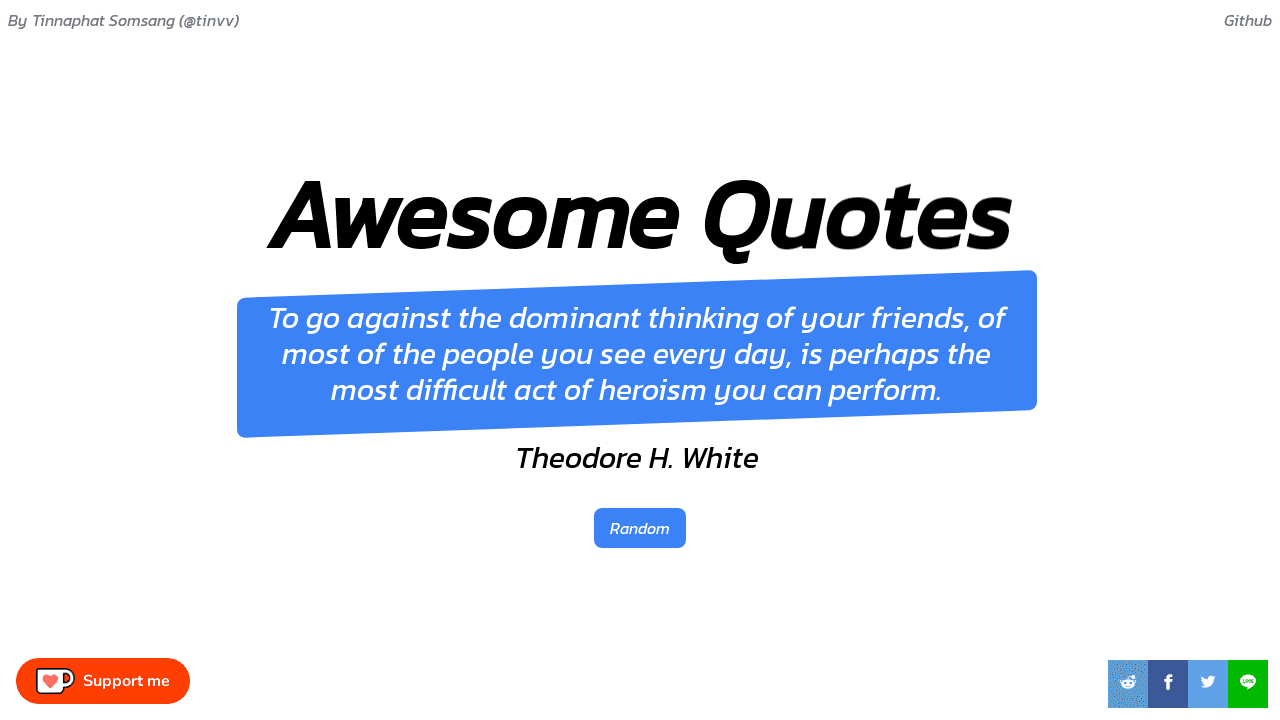 By Tinnaphat Somsang (@tinvv)
Github
Awesome Quotes
To go against the dominant thinking of your friends, of
most of the people you see every day, is perhaps the
most difficult act of heroism you can perform.
Theodore H. White
Random
Support me
LINE